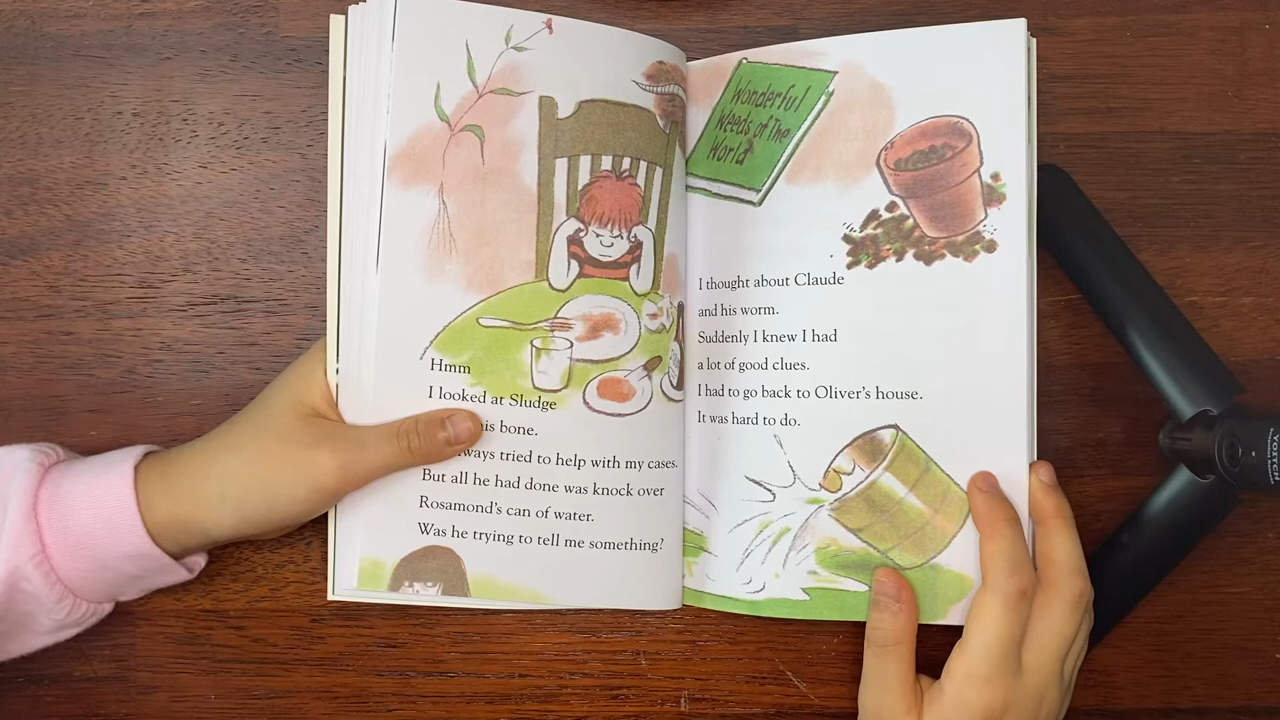 Hmm
I looked at Sludge
his bone.
ways tried to help with my cases.
But all he had done was knock over
Rosamond's can of water.
Was he trying to tell me something?
Wonderful
Weeds of The
World
I thought about Claude
and his worm.
Suddenly I knew I had
a lot of good clues.
I had to go back to Oliver's house.
It was hard to do.